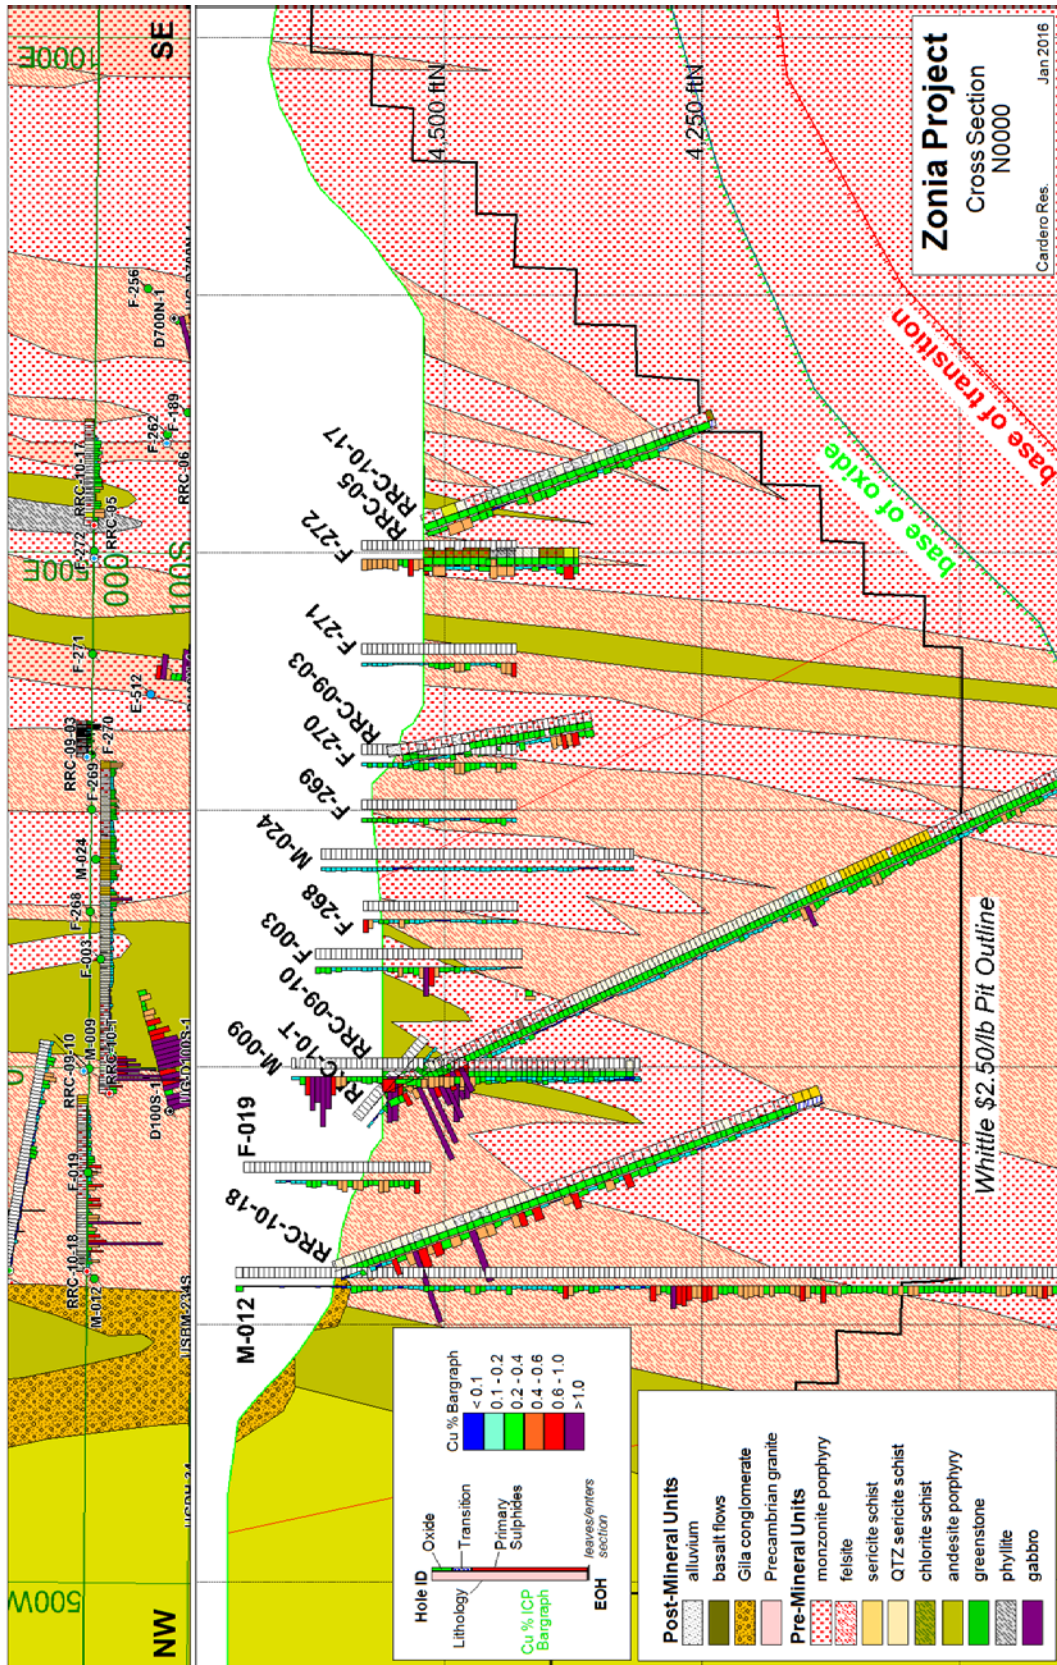 NW
SE
500W
0
500E
1000E
000
100S
RRC-10-18
M-012
F-019
RRC-09-10
M-009
RRC-10-T
D100S-1
F-003
F-268
M-024
F-269
RRC-09-03
F-270
F-271
E-512
F-272
RRC-05
RRC-10-17
RRC-06
F-262
F-189
D700N-1
F-256
USBM-234S
M-012
RRC-10-18
F-019
M-009
RRC-10-T
RRC-09-10
F-003
F-268
M-024
F-269
F-270
RRC-09-03
F-271
F-272
RRC-05
RRC-10-17
4,500 ftN
4,250 ftN
base of oxide
base of transition
Whittle $2.50/lb Pit Outline
Hole ID
Oxide
Transition
Primary
Sulphides
Lithology
Cu % ICP
Bargraph
EOH
leaves/enters
section
Cu % Bargraph
< 0.1
0.1 - 0.2
0.2 - 0.4
0.4 - 0.6
0.6 - 1.0
>1.0
Post-Mineral Units
alluvium
basalt flows
Gila conglomerate
Precambrian granite
Pre-Mineral Units
monzonite porphyry
felsite
sericite schist
QTZ sericite schist
chlorite schist
andesite porphyry
greenstone
phyllite
gabbro
Zonia Project
Cross Section
N0000
Cardero Res.
Jan 2016